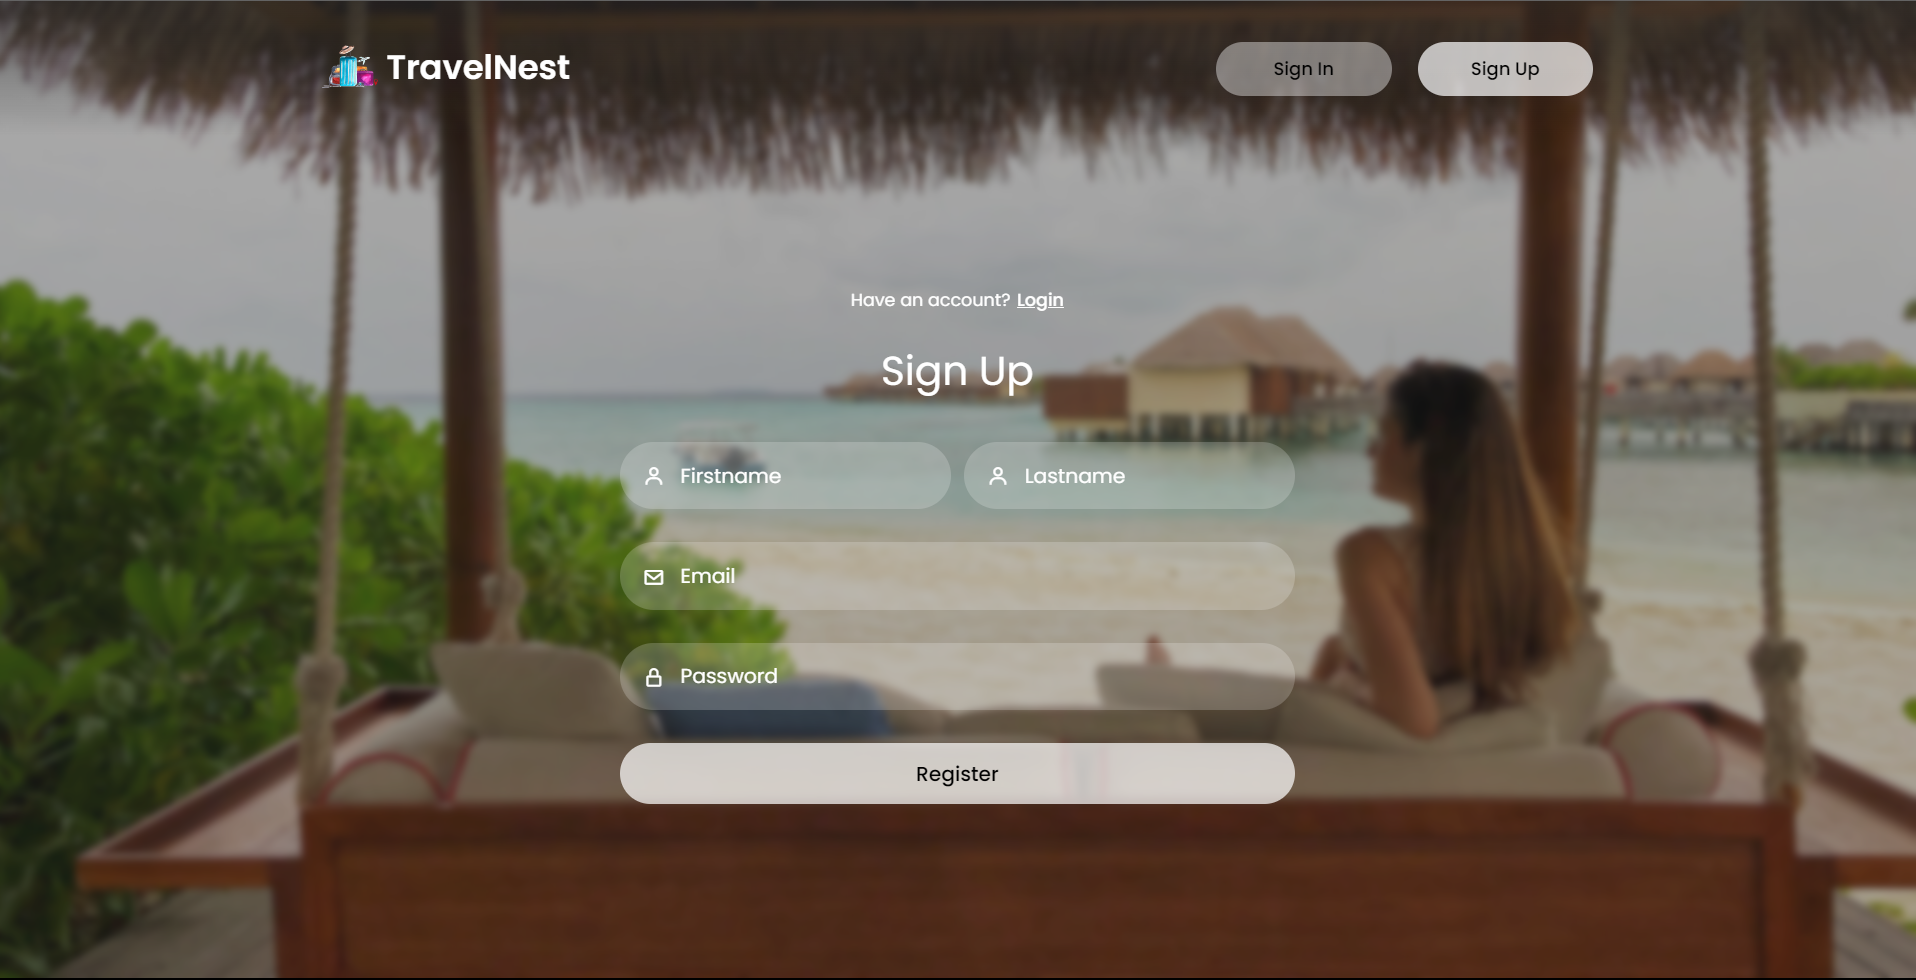 TravelNest
Sign In
Sign Up
Have an account? Login
Sign Up
Firstname
Lastname
Email
Password
Register